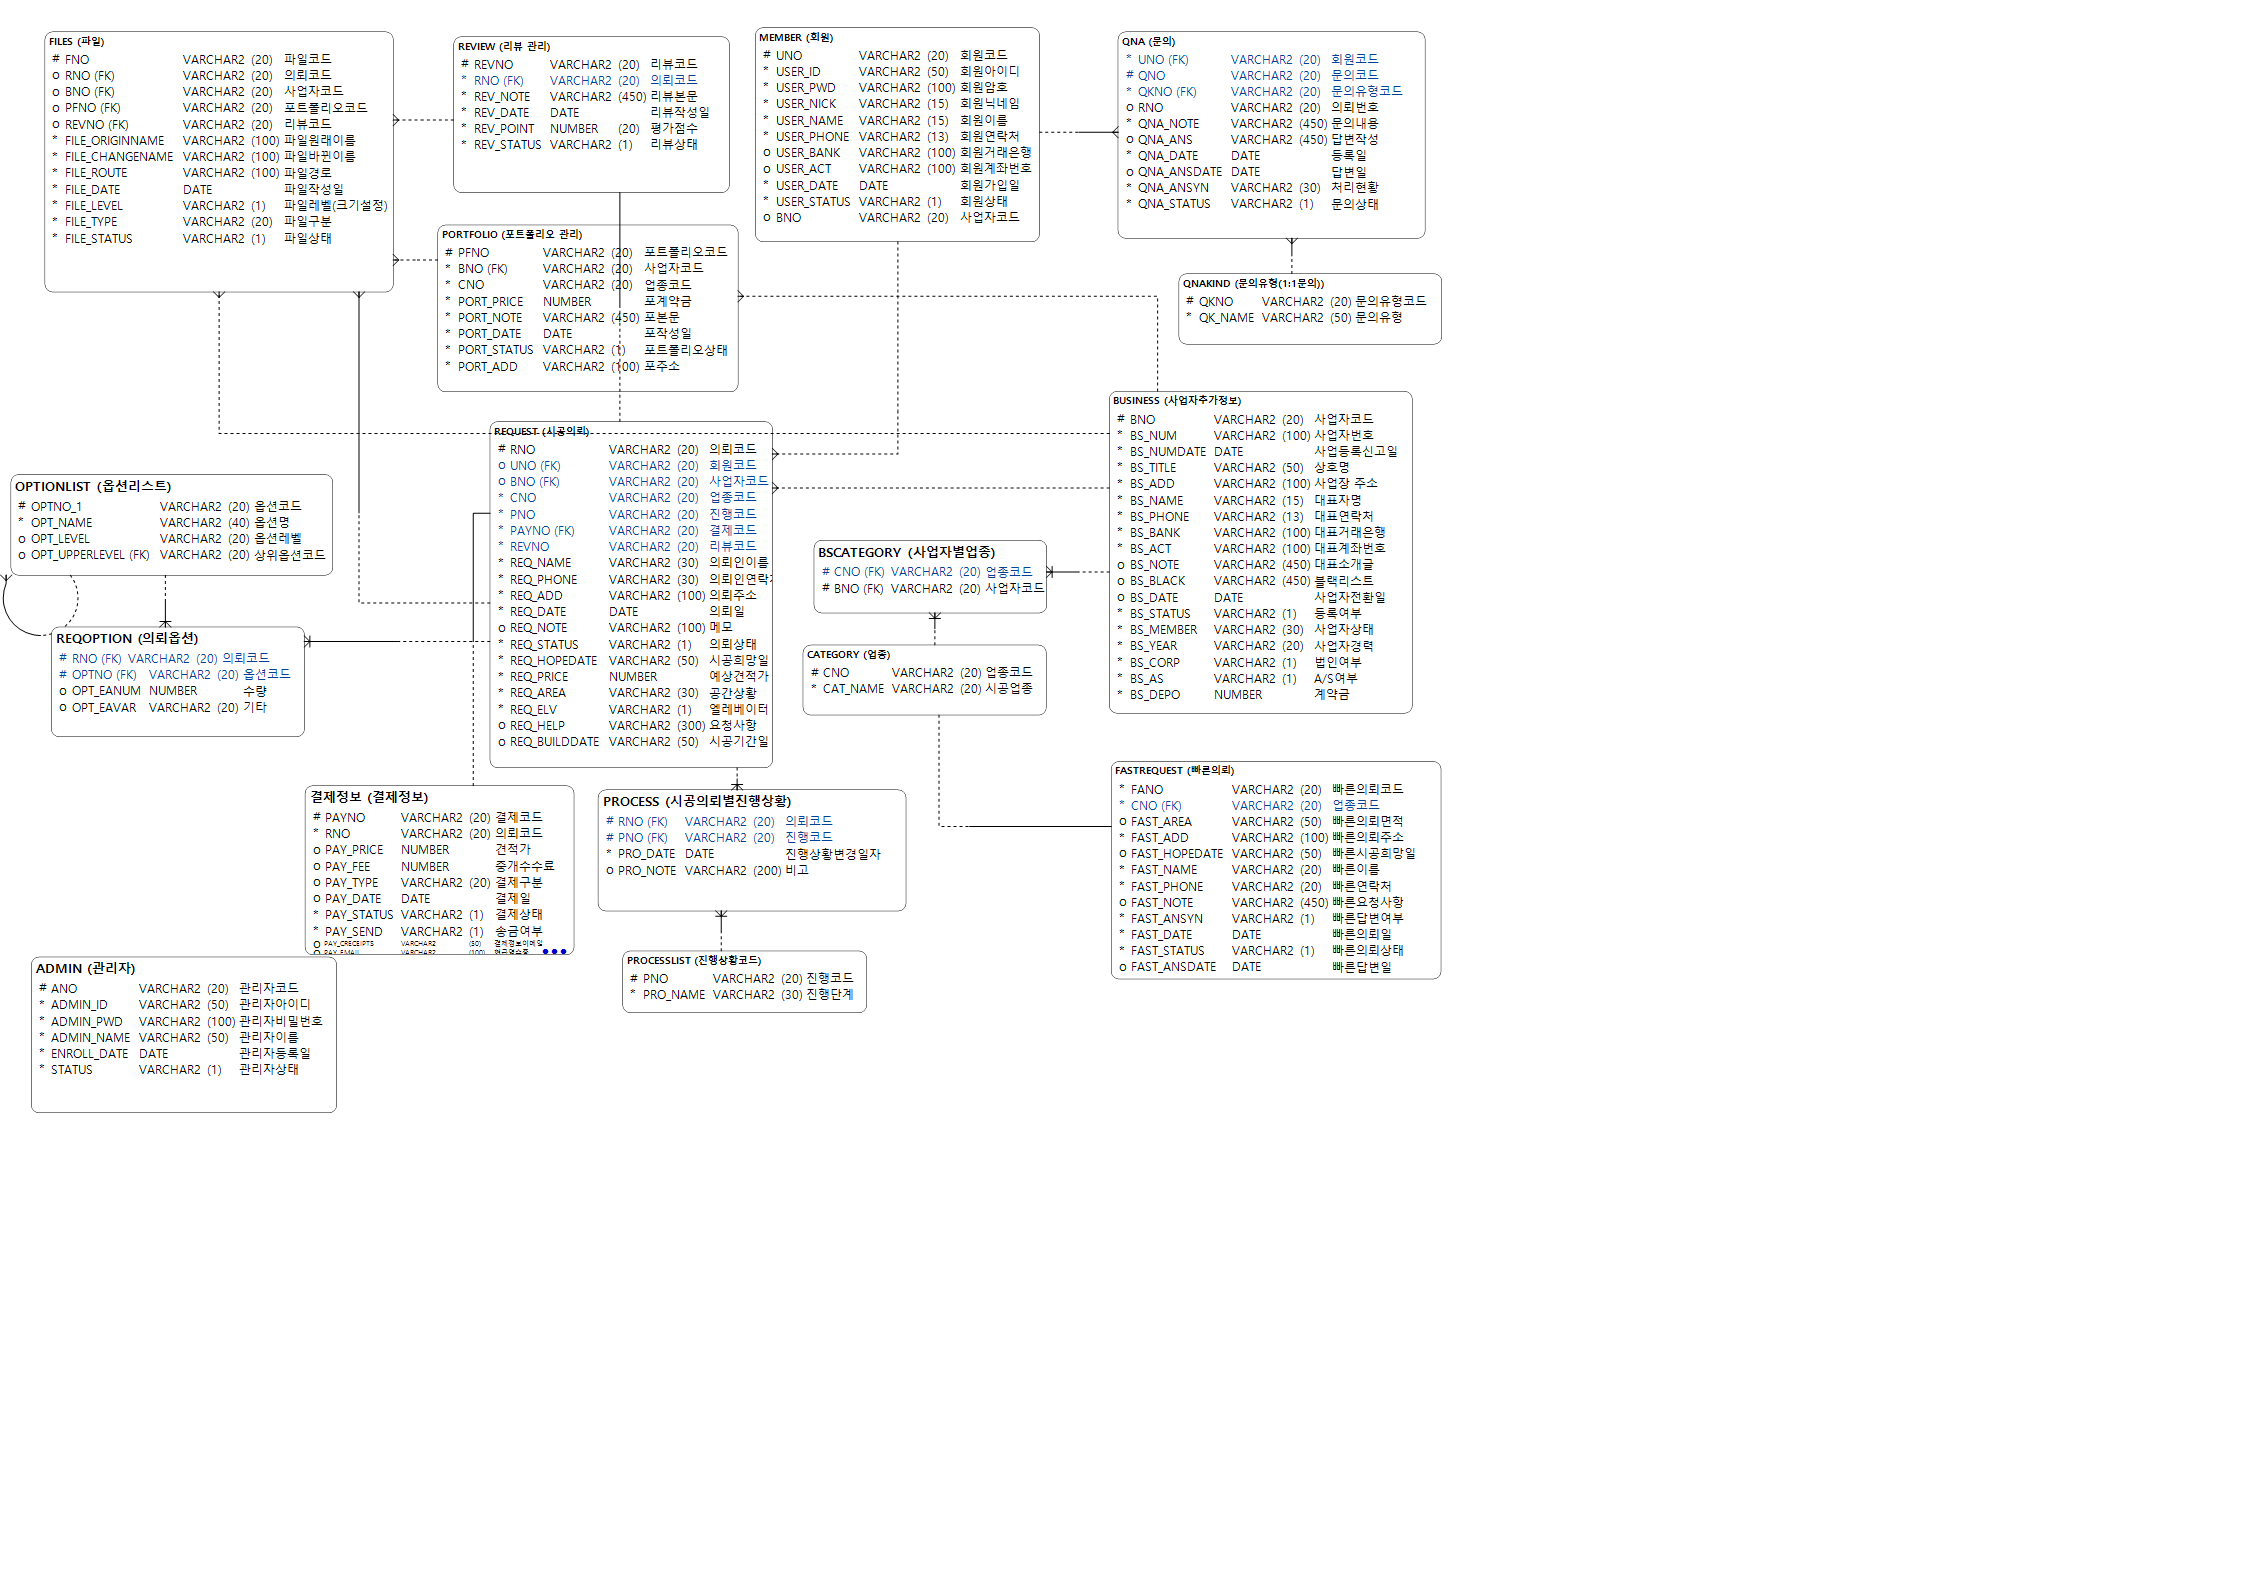 FILES (파일)
# FNO VARCHAR2 (20) 파일코드
o RNO (FK) VARCHAR2 (20) 의뢰코드
o BNO (FK) VARCHAR2 (20) 사업자코드
o PFNO (FK) VARCHAR2 (20) 포트폴리오코드
o REVNO (FK) VARCHAR2 (20) 리뷰코드
* FILE_ORIGINNAME VARCHAR2 (100) 파일원래이름
* FILE_CHANGENAME VARCHAR2 (100) 파일바뀐이름
* FILE_ROUTE VARCHAR2 (100) 파일경로
* FILE_DATE DATE 파일작성일
* FILE_LEVEL VARCHAR2 (1) 파일레벨(크기설정)
* FILE_TYPE VARCHAR2 (20) 파일구분
* FILE_STATUS VARCHAR2 (1) 파일상태
REVIEW (리뷰 관리)
# REVNO VARCHAR2 (20) 리뷰코드
* RNO (FK) VARCHAR2 (20) 의뢰코드
* REV_NOTE VARCHAR2 (450) 리뷰본문
* REV_DATE DATE 리뷰작성일
* REV_POINT NUMBER (20) 평가점수
* REV_STATUS VARCHAR2 (1) 리뷰상태
MEMBER (회원)
# UNO VARCHAR2 (20) 회원코드
* USER_ID VARCHAR2 (50) 회원아이디
* USER_PWD VARCHAR2 (100) 회원암호
* USER_NICK VARCHAR2 (15) 회원닉네임
* USER_NAME VARCHAR2 (15) 회원이름
* USER_PHONE VARCHAR2 (13) 회원연락처
o USER_BANK VARCHAR2 (100) 회원거래은행
o USER_ACT VARCHAR2 (100) 회원계좌번호
* USER_DATE DATE 회원가입일
* USER_STATUS VARCHAR2 (1) 회원상태
o BNO VARCHAR2 (20) 사업자코드
QNA (문의)
* UNO (FK) VARCHAR2 (20) 회원코드
# QNO VARCHAR2 (20) 문의코드
* QKNO (FK) VARCHAR2 (20) 문의유형코드
o RNO VARCHAR2 (20) 의뢰번호
* QNA_NOTE VARCHAR2 (450) 문의내용
o QNA_ANS VARCHAR2 (450) 답변작성
* QNA_DATE DATE 등록일
o QNA_ANSDATE DATE 답변일
* QNA_ANSYN VARCHAR2 (30) 처리현황
* QNA_STATUS VARCHAR2 (1) 문의상태
PORTFOLIO (포트폴리오 관리)
# PFNO VARCHAR2 (20) 포트폴리오코드
* BNO (FK) VARCHAR2 (20) 사업자코드
* CNO VARCHAR2 (20) 업종코드
* PORT_PRICE NUMBER 포계약금
* PORT_NOTE VARCHAR2 (450) 포본문
* PORT_DATE DATE 포작성일
* PORT_STATUS VARCHAR2 (1) 포트폴리오상태
* PORT_ADD VARCHAR2 (100) 포주소
QNAKIND (문의유형(1:1문의))
# QKNO VARCHAR2 (20) 문의유형코드
* QK_NAME VARCHAR2 (50) 문의유형
BUSINESS (사업자추가정보)
# BNO VARCHAR2 (20) 사업자코드
* BS_NUM VARCHAR2 (100) 사업자번호
* BS_NUMDATE DATE 사업등록신고일
* BS_TITLE VARCHAR2 (50) 상호명
* BS_ADD VARCHAR2 (100) 사업장 주소
* BS_NAME VARCHAR2 (15) 대표자명
* BS_PHONE VARCHAR2 (13) 대표연락처
* BS_BANK VARCHAR2 (100) 대표거래은행
* BS_ACT VARCHAR2 (100) 대표계좌번호
o BS_NOTE VARCHAR2 (450) 대표소개글
o BS_BLACK VARCHAR2 (450) 블랙리스트
o BS_DATE DATE 사업자전환일
* BS_STATUS VARCHAR2 (1) 등록여부
* BS_MEMBER VARCHAR2 (30) 사업자상태
* BS_YEAR VARCHAR2 (20) 사업자경력
* BS_CORP VARCHAR2 (1) 법인여부
* BS_AS VARCHAR2 (1) A/S여부
* BS_DEPO NUMBER 계약금
REQUEST (시공의뢰)
# RNO VARCHAR2 (20) 의뢰코드
o UNO (FK) VARCHAR2 (20) 회원코드
o BNO (FK) VARCHAR2 (20) 사업자코드
* CNO VARCHAR2 (20) 업종코드
* PNO VARCHAR2 (20) 진행코드
* PAYNO (FK) VARCHAR2 (20) 결제코드
* REVNO VARCHAR2 (20) 리뷰코드
* REQ_NAME VARCHAR2 (30) 의뢰인이름
* REQ_PHONE VARCHAR2 (30) 의뢰인연락
* REQ_ADD VARCHAR2 (100) 의뢰주소
* REQ_DATE DATE 의뢰일
o REQ_NOTE VARCHAR2 (100) 메모
* REQ_STATUS VARCHAR2 (1) 의뢰상태
* REQ_HOPEDATE VARCHAR2 (50) 시공희망일
* REQ_PRICE NUMBER 예상견적가
* REQ_AREA VARCHAR2 (30) 공간상황
* REQ_ELV VARCHAR2 (1) 엘레베이터
o REQ_HELP VARCHAR2 (300) 요청사항
o REQ_BUILDDATE VARCHAR2 (50) 시공기간일
OPTIONLIST (옵션리스트)
# OPTNO_1 VARCHAR2 (20) 옵션코드
* OPT_NAME VARCHAR2 (40) 옵션명
o OPT_LEVEL VARCHAR2 (20) 옵션레벨
o OPT_UPPERLEVEL (FK) VARCHAR2 (20) 상위옵션코드
BSCATEGORY (사업자별업종)
# CNO (FK) VARCHAR2 (20) 업종코드
# BNO (FK) VARCHAR2 (20) 사업자코드
REQOPTION (의뢰옵션)
# RNO (FK) VARCHAR2 (20) 의뢰코드
# OPTNO (FK) VARCHAR2 (20) 옵션코드
o OPT_EANUM NUMBER 수량
o OPT_EAVAR VARCHAR2 (20) 기타
CATEGORY (업종)
# CNO VARCHAR2 (20) 업종코드
* CAT_NAME VARCHAR2 (20) 시공업종
FASTREQUEST (빠른의뢰)
* FANO VARCHAR2 (20) 빠른의뢰코드
* CNO (FK) VARCHAR2 (20) 업종코드
o FAST_AREA VARCHAR2 (50) 빠른의뢰면적
* FAST_ADD VARCHAR2 (100) 빠른의뢰주소
o FAST_HOPEDATE VARCHAR2 (50) 빠른시공희망일
* FAST_NAME VARCHAR2 (20) 빠른이름
* FAST_PHONE VARCHAR2 (20) 빠른연락처
o FAST_NOTE VARCHAR2 (450) 빠른요청사항
* FAST_ANSYN VARCHAR2 (1) 빠른답변여부
* FAST_DATE DATE 빠른의뢰일
* FAST_STATUS VARCHAR2 (1) 빠른의뢰상태
o FAST_ANSDATE DATE 빠른답변일
결제정보 (결제정보)
# PAYNO VARCHAR2 (20) 결제코드
* RNO VARCHAR2 (20) 의뢰코드
o PAY_PRICE NUMBER 견적가
o PAY_FEE NUMBER 중개수수료
o PAY_TYPE VARCHAR2 (20) 결제구분
o PAY_DATE DATE 결제일
* PAY_STATUS VARCHAR2 (1) 결제상태
* PAY_SEND VARCHAR2 (1) 송금여부
o PAY_CRECEIPTS VARCHAR2 (50) 결제정보이메일
o PAY_EMAIL VARCHAR2 (100) 현금영수증
PROCESS (시공의뢰별진행상황)
# RNO (FK) VARCHAR2 (20) 의뢰코드
# PNO (FK) VARCHAR2 (20) 진행코드
* PRO_DATE DATE 진행상황변경일자
o PRO_NOTE VARCHAR2 (200) 비고
PROCESSLIST (진행상황코드)
# PNO VARCHAR2 (20) 진행코드
* PRO_NAME VARCHAR2 (30) 진행단계
ADMIN (관리자)
# ANO VARCHAR2 (20) 관리자코드
* ADMIN_ID VARCHAR2 (50) 관리자아이디
* ADMIN_PWD VARCHAR2 (100) 관리자비밀번호
* ADMIN_NAME VARCHAR2 (50) 관리자이름
* ENROLL_DATE DATE 관리자등록일
* STATUS VARCHAR2 (1) 관리자상태